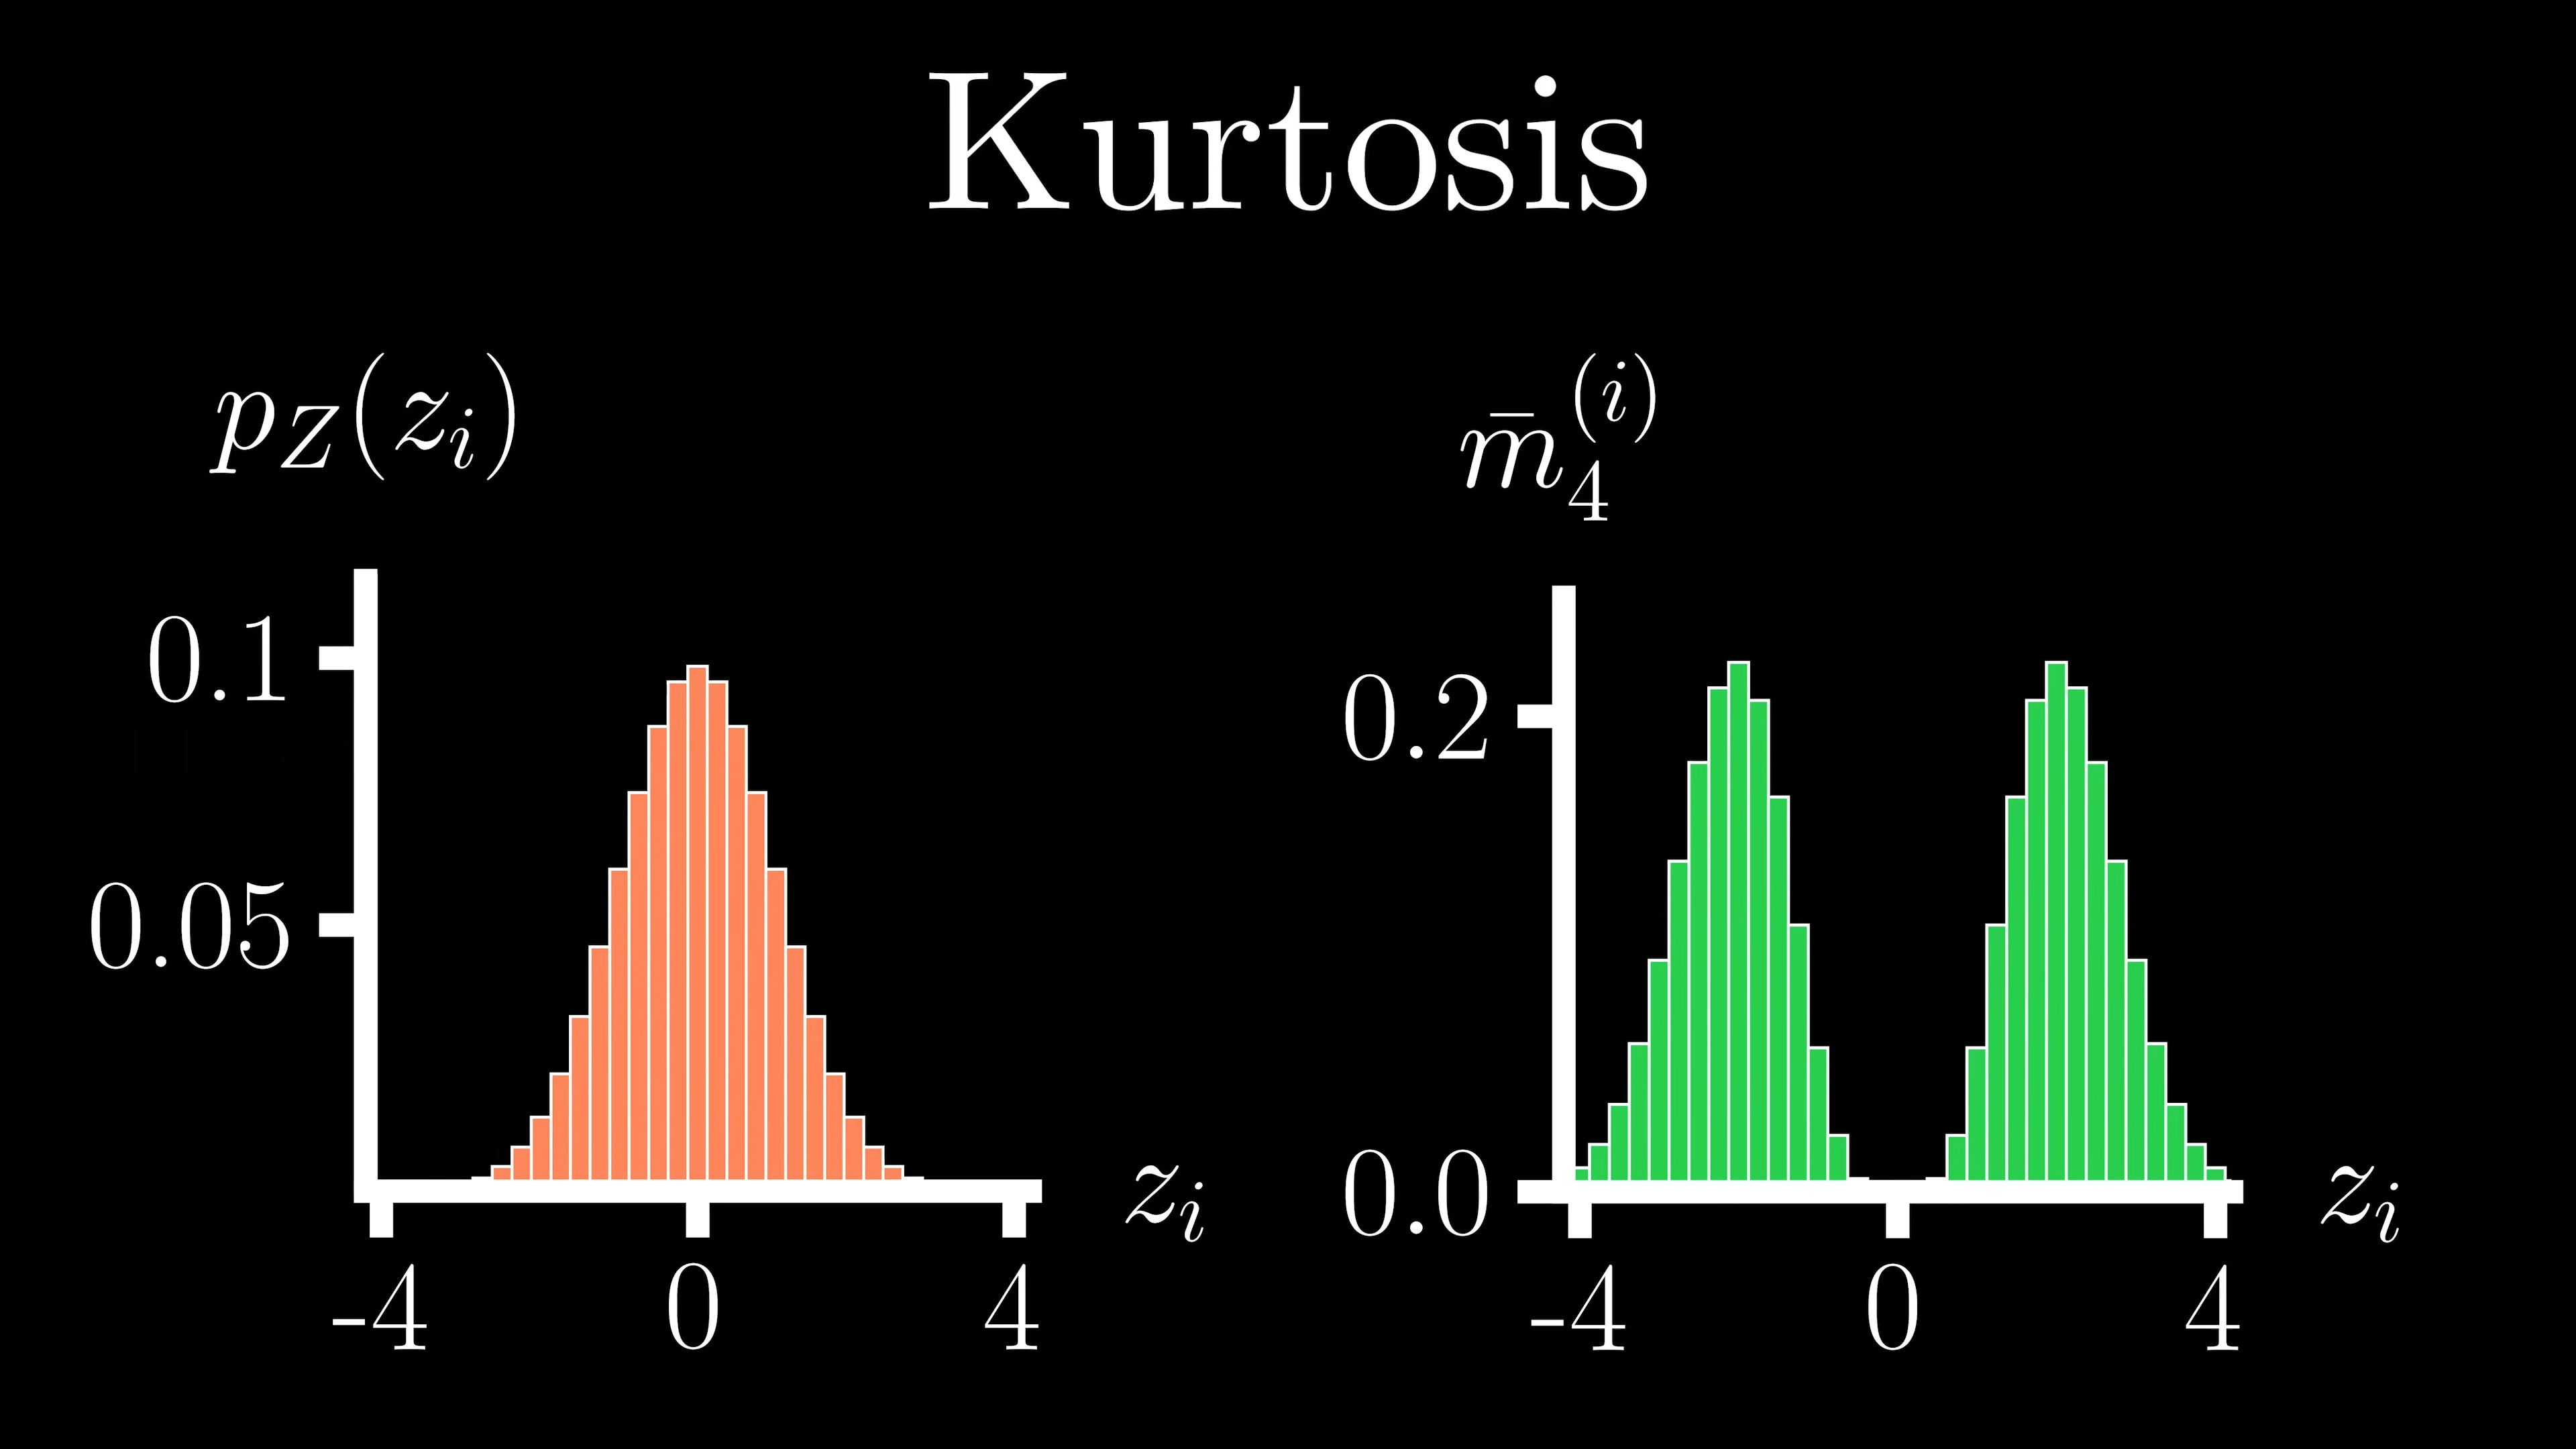 Kurtosis
p_Z(z_i)
0.1
0.05
-4 0 4
z_i
m̄_4^(i)
0.2
0.0
-4 0 4
z_i